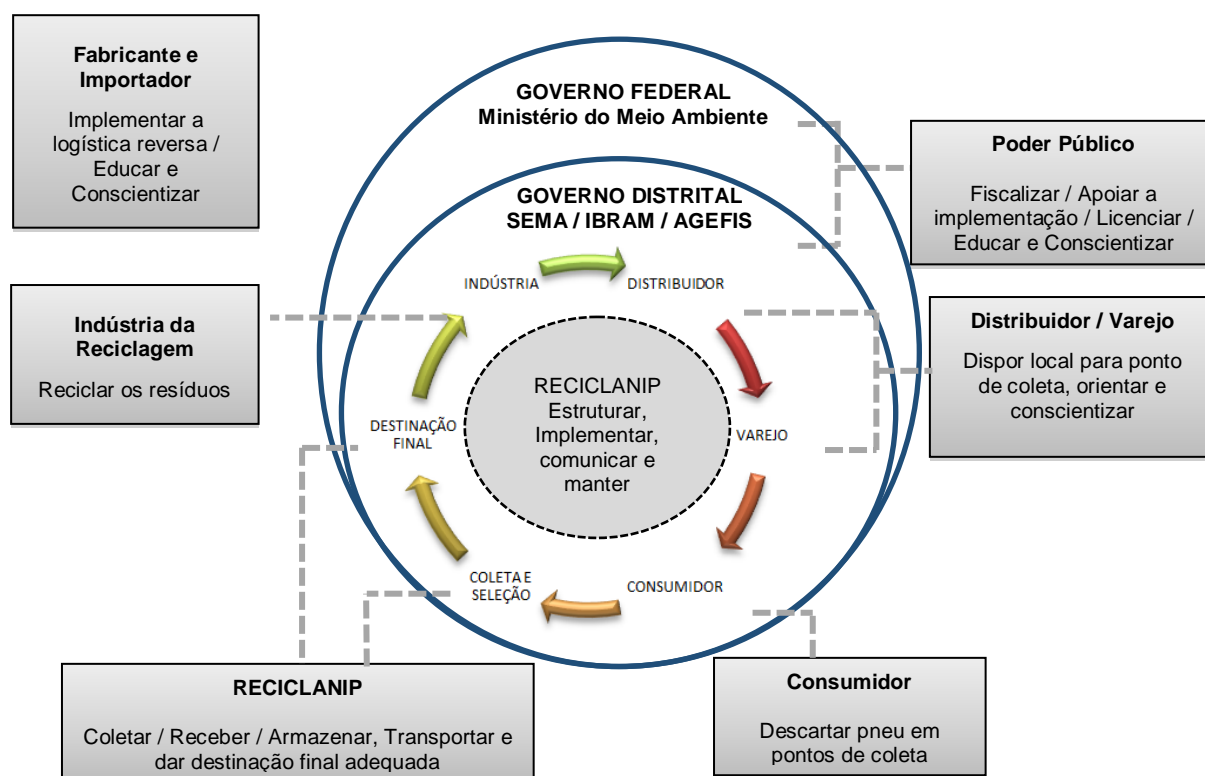 Fabricante e
Importador
Implementar a
logística reversa /
Educar e
Conscientizar
GOVERNO FEDERAL
Ministério do Meio Ambiente
Poder Público
Fiscalizar / Apoiar a
implementação / Licenciar /
Educar e Conscientizar
GOVERNO DISTRITAL
SEMA / IBRAM / AGEFIS
INDÚSTRIA
DISTRIBUIDOR
Indústria da
Reciclagem
Reciclar os resíduos
Distribuidor / Varejo
Dispor local para ponto
de coleta, orientar e
conscientizar
RECICLANIP
Estruturar,
Implementar,
comunicar e
manter
DESTINAÇÃO
FINAL
VAREJO
COLETA E
SELEÇÃO
CONSUMIDOR
RECICLANIP
Coletar / Receber / Armazenar, Transportar e
dar destinação final adequada
Consumidor
Descartar pneu em
pontos de coleta